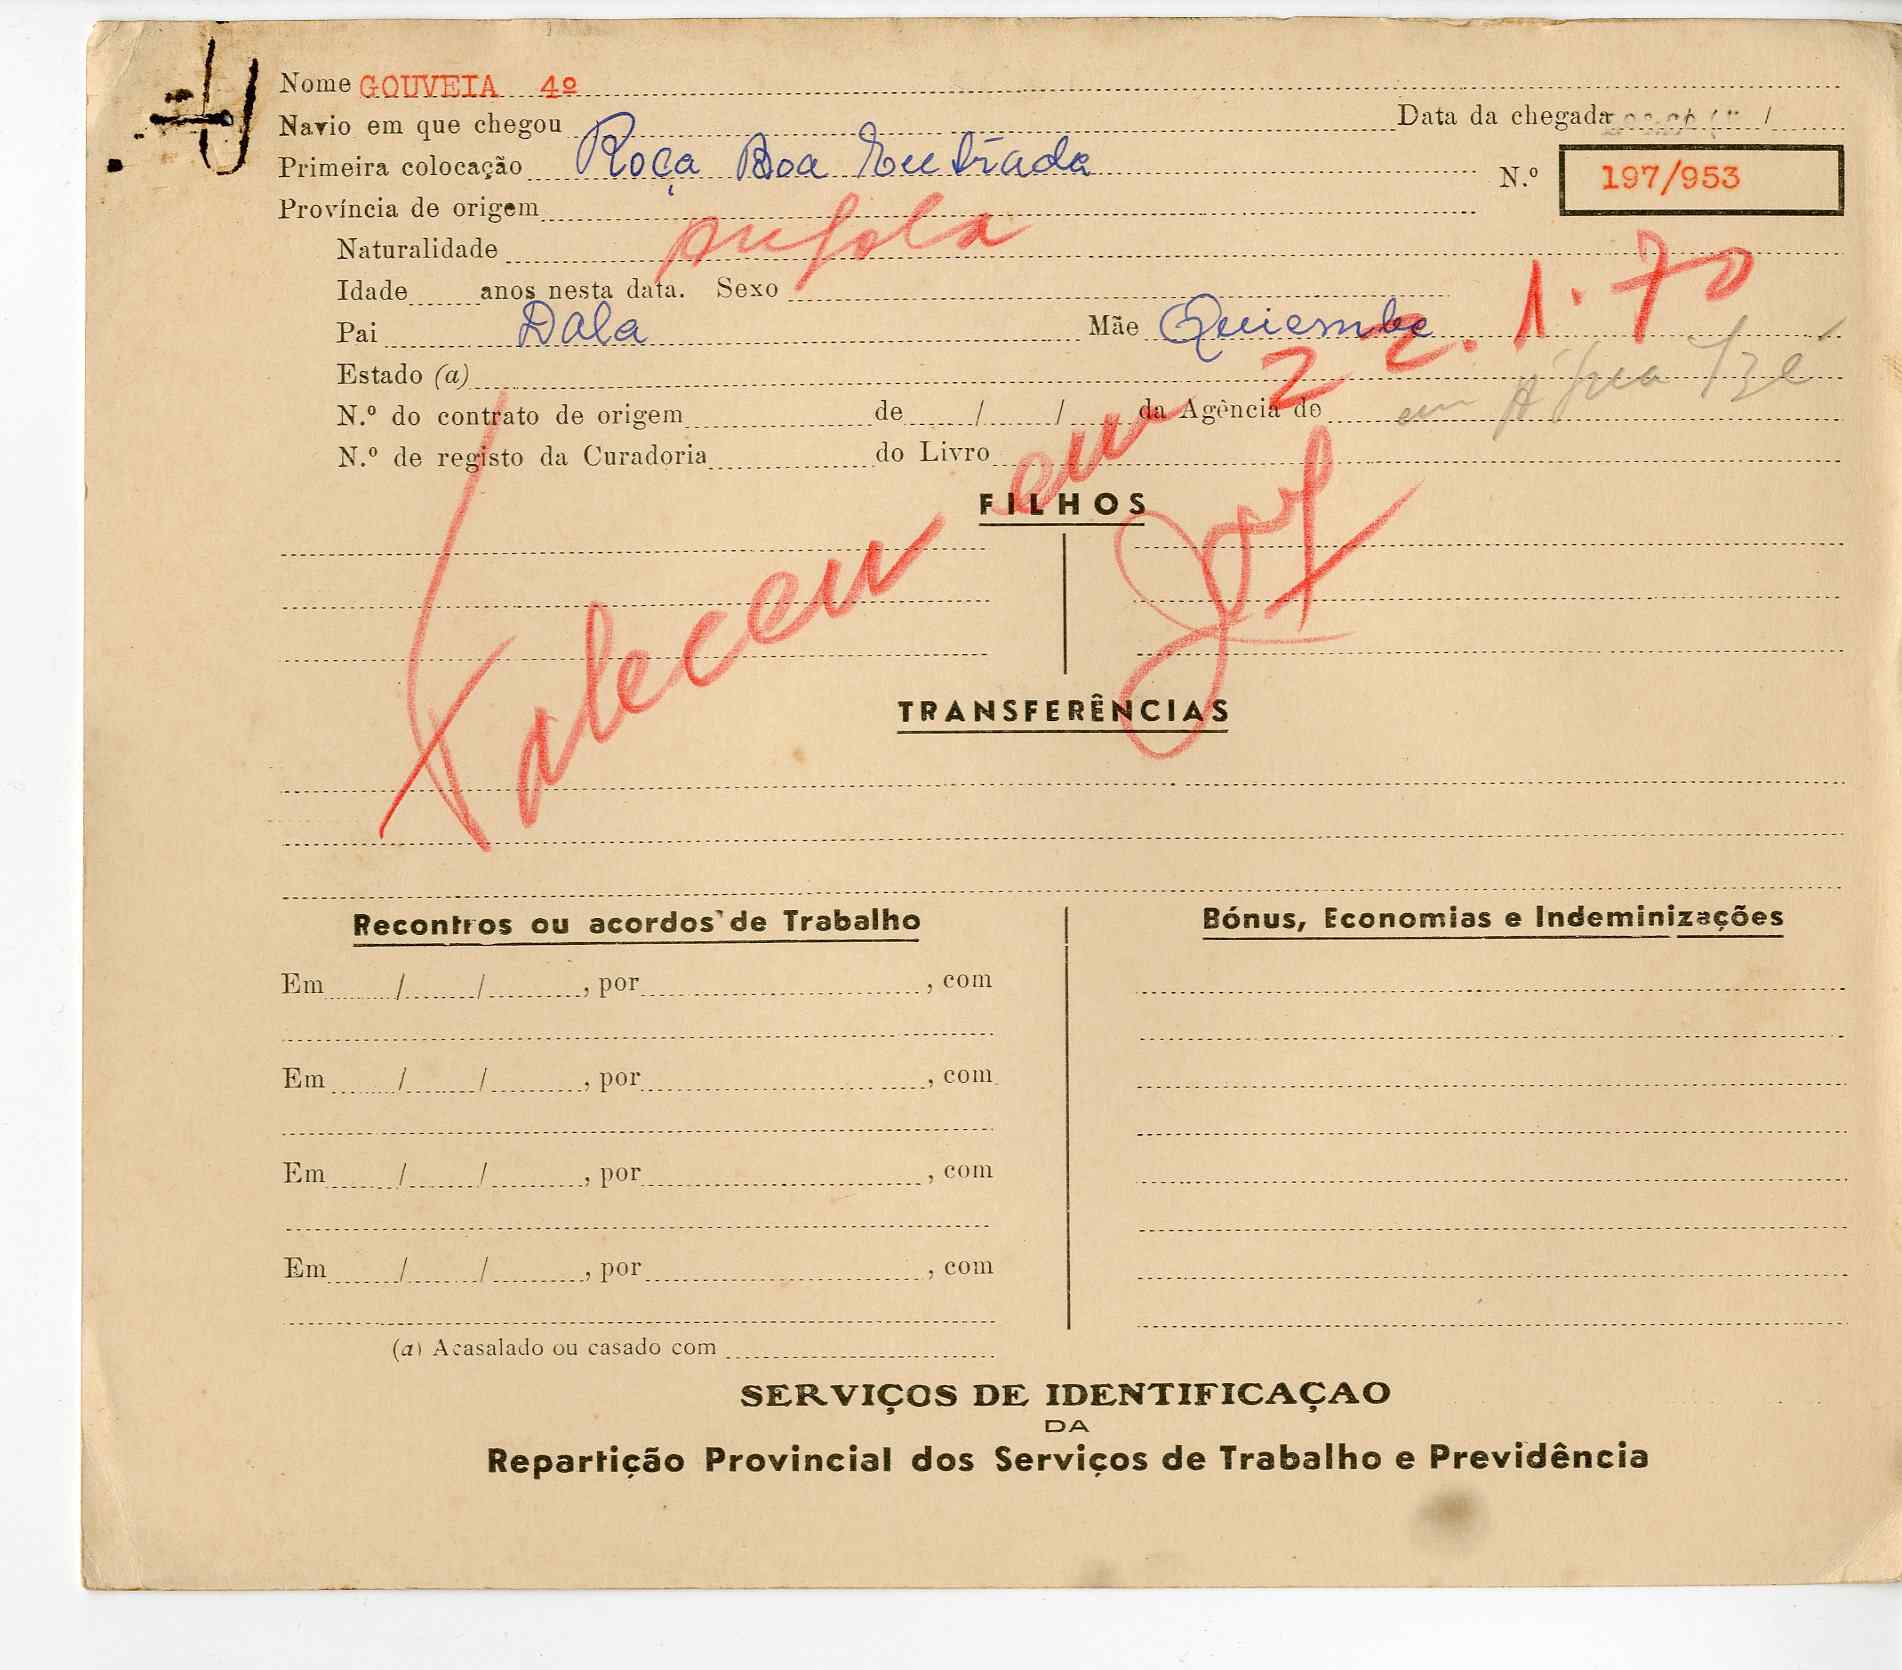 Nome GOUVEIA 4º
Navio em que chegou Data da chegada / 
Primeira colocação Roça Boa Entrada N.º 197/953
Província de origem Angola
Naturalidade
Idade anos nesta data. Sexo
Pai Dala Mãe Quiembe
Estado (a)
N.º do contrato de origem de / / da Agência de
N.º de registo da Curadoria do Livro
Faleceu em 22.1.70
em Água Izé
FILHOS
TRANSFERÊNCIAS
Recontros ou acordos de Trabalho Bónus, Economias e Indeminizações
Em / / , por , com
Em / / , por , com
Em / / , por , com
Em / / , por , com
(a) Acasalado ou casado com
SERVIÇOS DE IDENTIFICAÇAO
DA
Repartição Provincial dos Serviços de Trabalho e Previdência